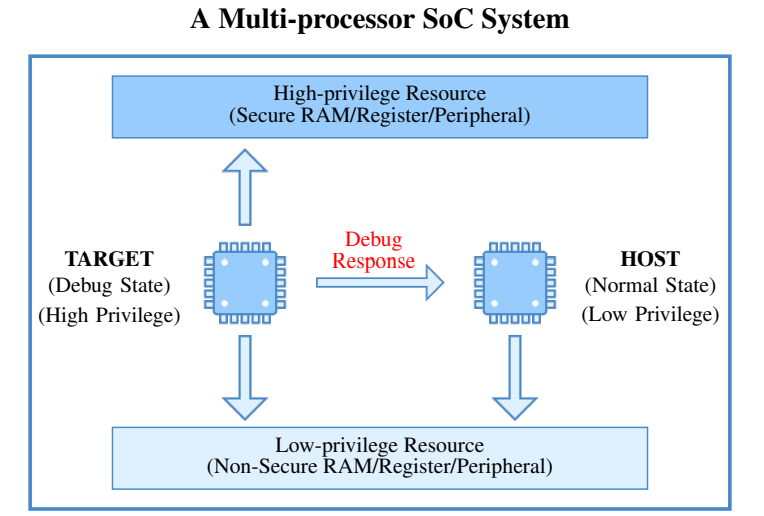 A Multi-processor SoC System
High-privilege Resource
(Secure RAM/Register/Peripheral)
TARGET
(Debug State)
(High Privilege)
Debug
Response
HOST
(Normal State)
(Low Privilege)
Low-privilege Resource
(Non-Secure RAM/Register/Peripheral)